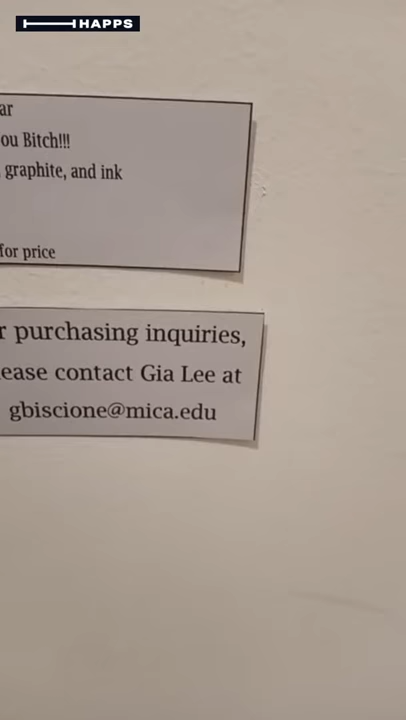 HAPPS
ar
ou Bitch!!!
, graphite, and ink
for price
r purchasing inquiries,
ease contact Gia Lee at
gbiscione@mica.edu